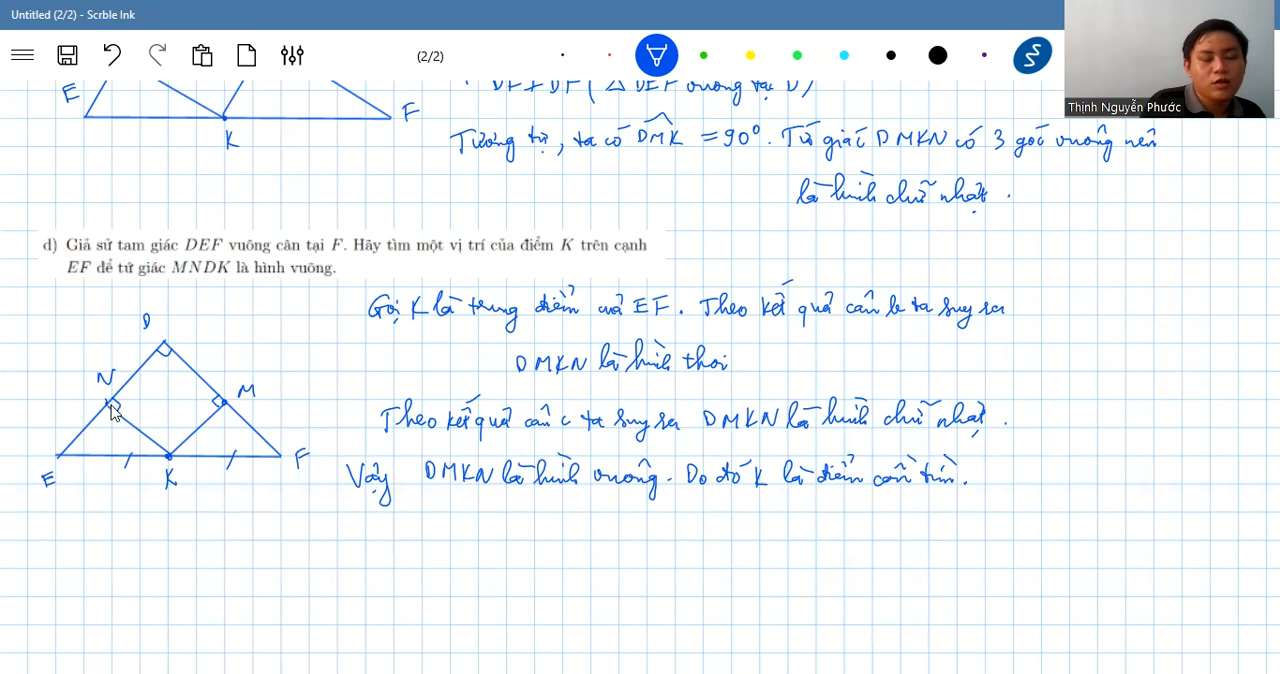 Untitled (2/2) - Scrble Ink
(2/2)
Thịnh Nguyễn Phước
E F
K
DF ( △ DEF vuông tại D)
Tương tự, ta có DMK = 90°. Tứ giác DMKN có 3 góc vuông nên
là hình chữ nhật.
d) Giả sử tam giác DEF vuông cân tại F. Hãy tìm một vị trí của điểm K trên cạnh
EF để tứ giác MNDK là hình vuông.
D
N M
E K F
Gọi K là trung điểm của EF. Theo kết quả câu b ta suy ra
DMKN là hình thoi
Theo kết quả câu c ta suy ra DMKN là hình chữ nhật.
Vậy DMKN là hình vuông. Do đó K là điểm cần tìm.